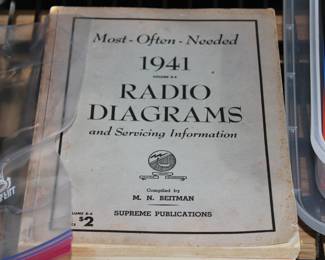 Most-Often-Needed
1941
RADIO
DIAGRAMS
and Servicing Information
Compiled by
M. N. BEITMAN
SUPREME PUBLICATIONS
$2